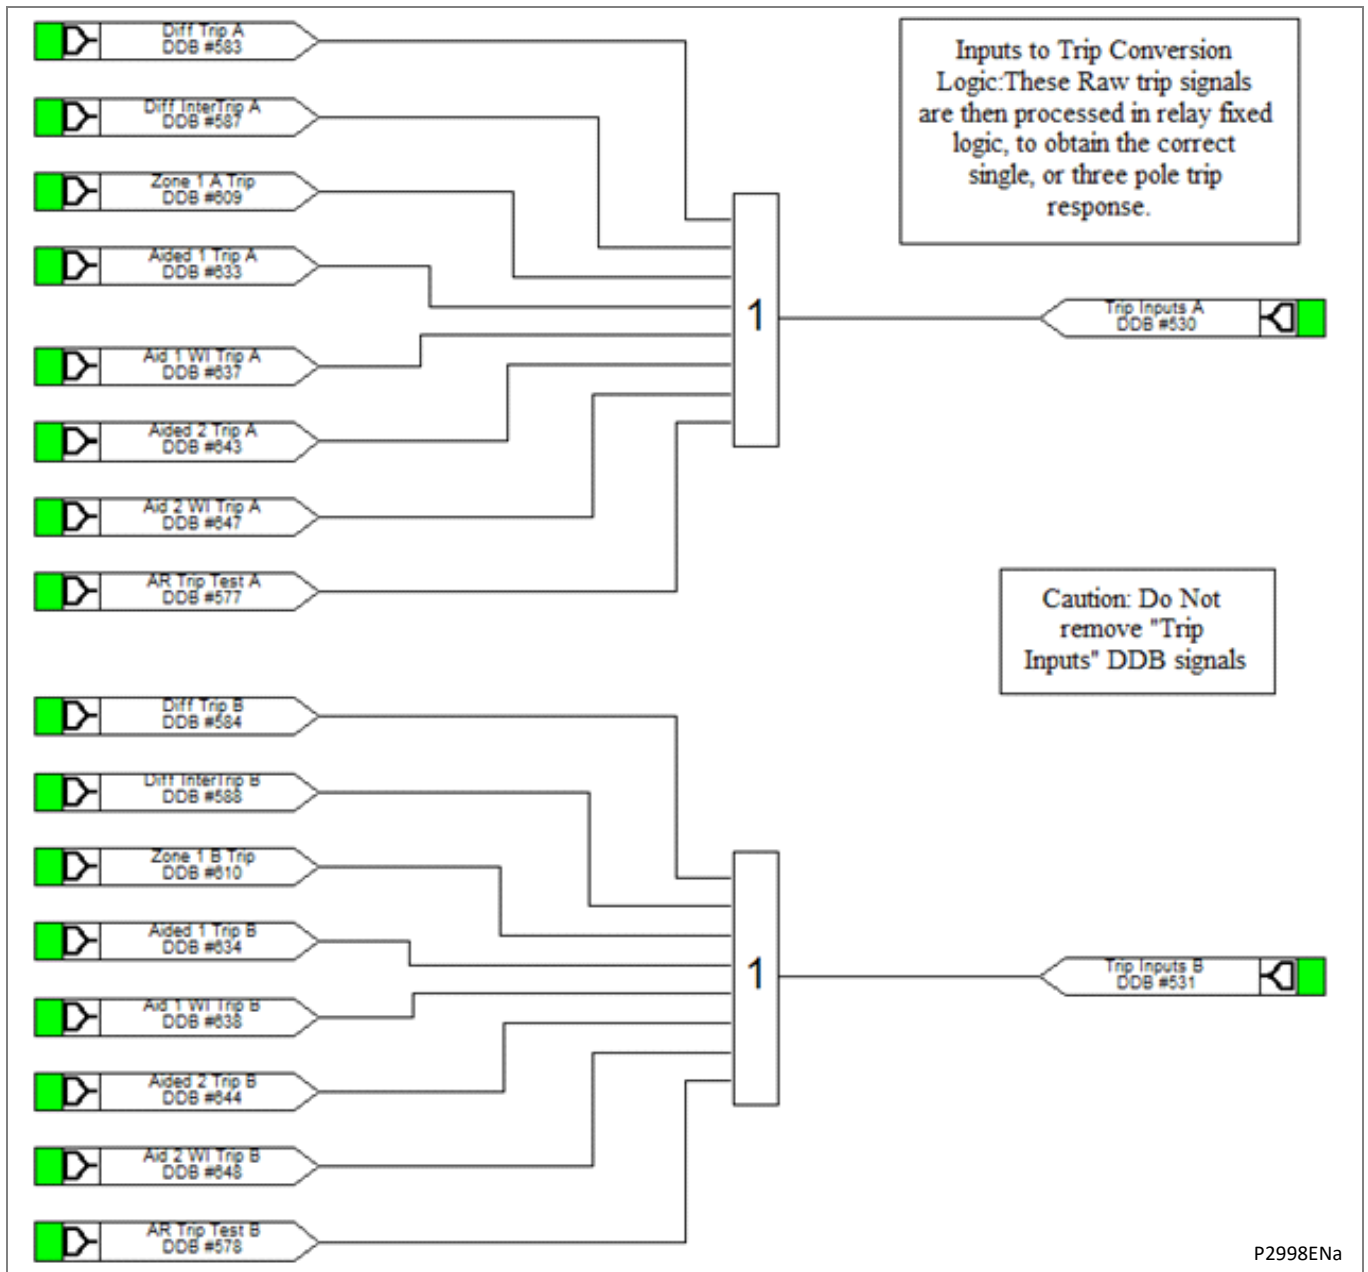 Diff Trip A
DDB #583
Diff InterTrip A
DDB #587
Zone 1 A Trip
DDB #609
Aided 1 Trip A
DDB #633
Aid 1 WI Trip A
DDB #637
Aided 2 Trip A
DDB #643
Aid 2 WI Trip A
DDB #647
AR Trip Test A
DDB #577
1
Trip Inputs A
DDB #530
Inputs to Trip Conversion
Logic:These Raw trip signals
are then processed in relay fixed
logic, to obtain the correct
single, or three pole trip
response.
Caution: Do Not
remove "Trip
Inputs" DDB signals
Diff Trip B
DDB #584
Diff InterTrip B
DDB #588
Zone 1 B Trip
DDB #610
Aided 1 Trip B
DDB #634
Aid 1 WI Trip B
DDB #638
Aided 2 Trip B
DDB #644
Aid 2 WI Trip B
DDB #648
AR Trip Test B
DDB #578
1
Trip Inputs B
DDB #531
P2998ENa